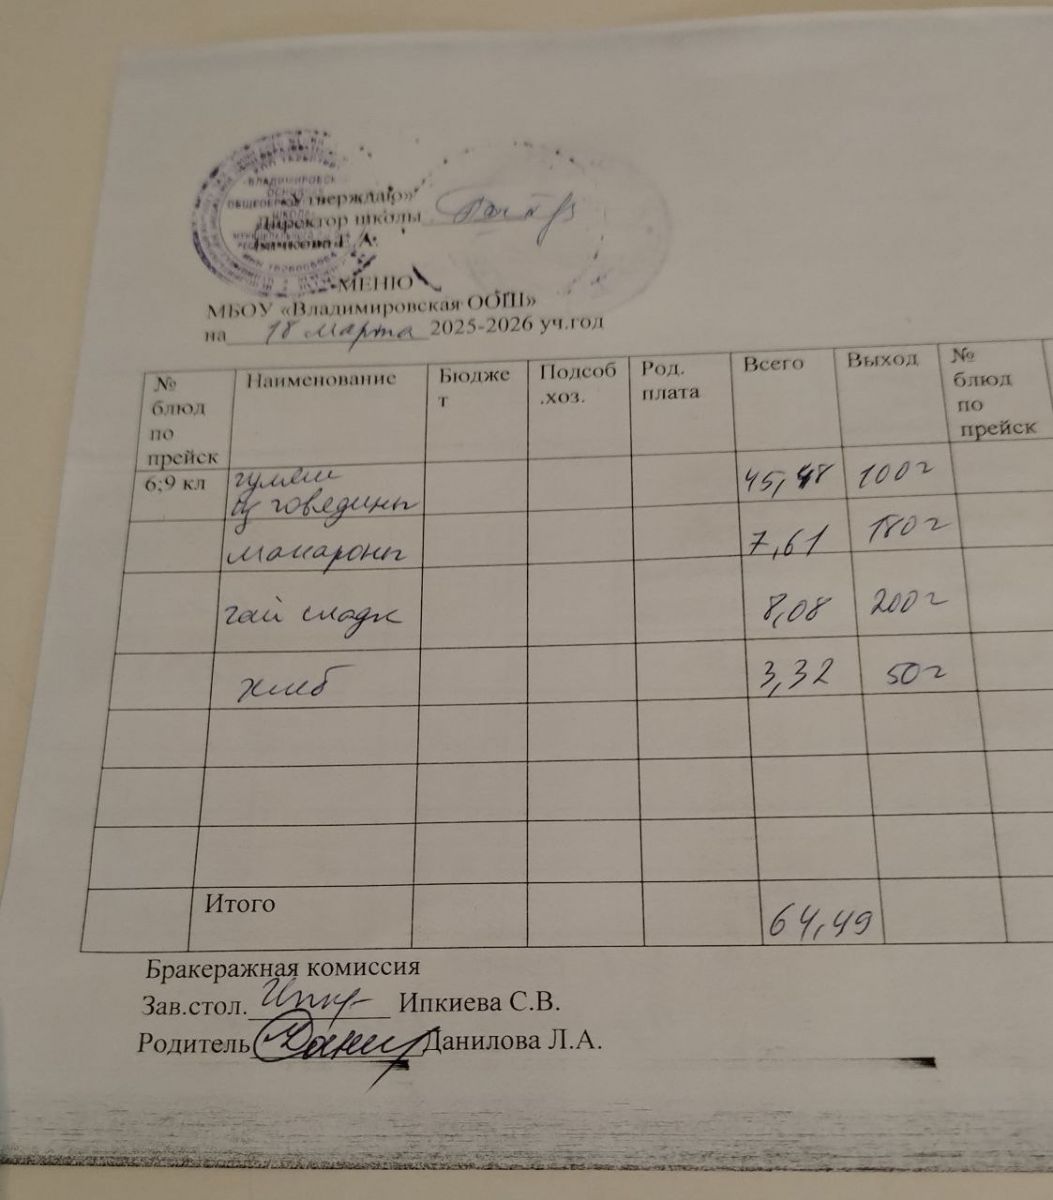 «Утверждаю»
Директор школы
МЕНЮ
МБОУ «Владимировская ООШ»
на 18 марта 2025-2026 уч.год
№ блюд по прейск Наименование Бюджет Подсоб.хоз. Род. плата Всего Выход № блюд по прейск
6;9 кл гуляш из говядины 45,48 100г
макароны 7,61 180г
чай сладк 8,08 200г
хлеб 3,32 50г
Итого 64,49
Бракеражная комиссия
Зав.стол. Ипкиева С.В.
Родитель Данилова Л.А.